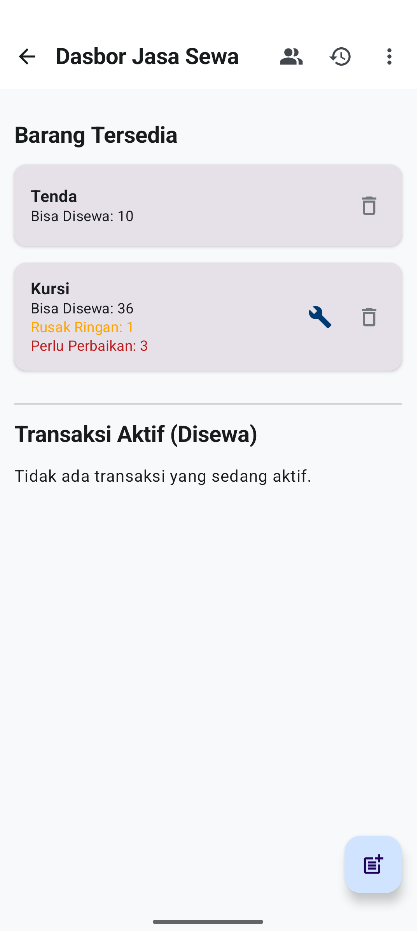 Dasbor Jasa Sewa
Barang Tersedia
Tenda
Bisa Disewa: 10
Kursi
Bisa Disewa: 36
Rusak Ringan: 1
Perlu Perbaikan: 3
Transaksi Aktif (Disewa)
Tidak ada transaksi yang sedang aktif.